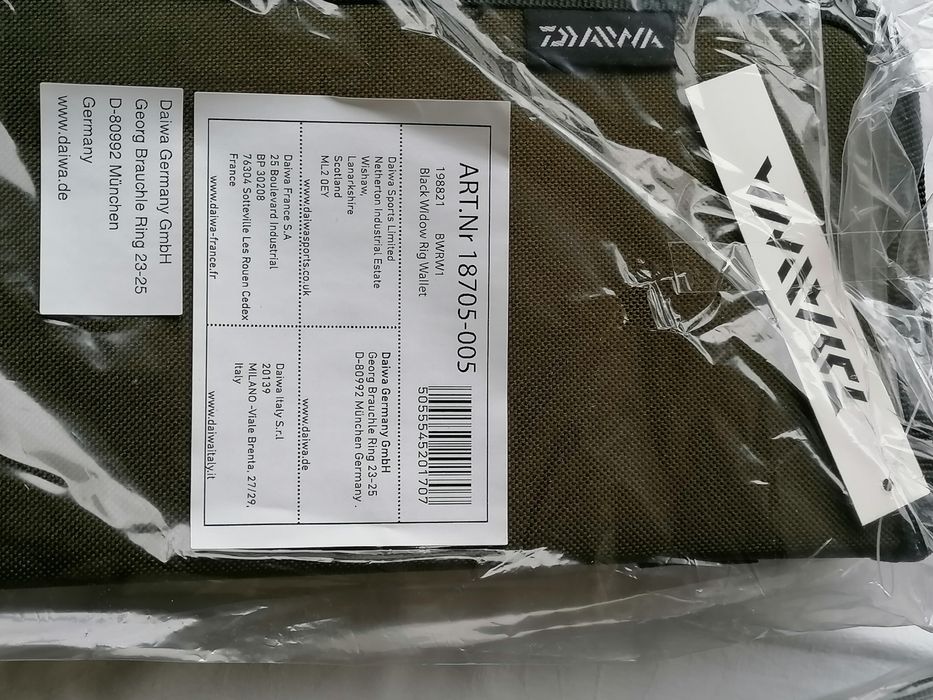 DAIWA
DAIWA
ART.Nr 18705-005
198821 BWRW1
Black Widow Rig Wallet
5055545201707
Daiwa Sports Limited
Netherton Industrial Estate
Wishaw,
Lanarkshire
Scotland
ML2 0EY
www.daiwasports.co.uk
Daiwa Germany GmbH
Georg Brauchle Ring 23-25
D-80992 München Germany .
www.daiwa.de
Daiwa France S.A
25 Boulevard Industrial
BP 30208
76304 Sotteville Les Rouen Cedex
France
www.daiwa-france.fr
Daiwa Italy S.r.l
20139
MILANO -Viale Brenta, 27/29,
Italy
www.daiwaitaly.it
Daiwa Germany GmbH
Georg Brauchle Ring 23-25
D-80992 München
Germany
www.daiwa.de